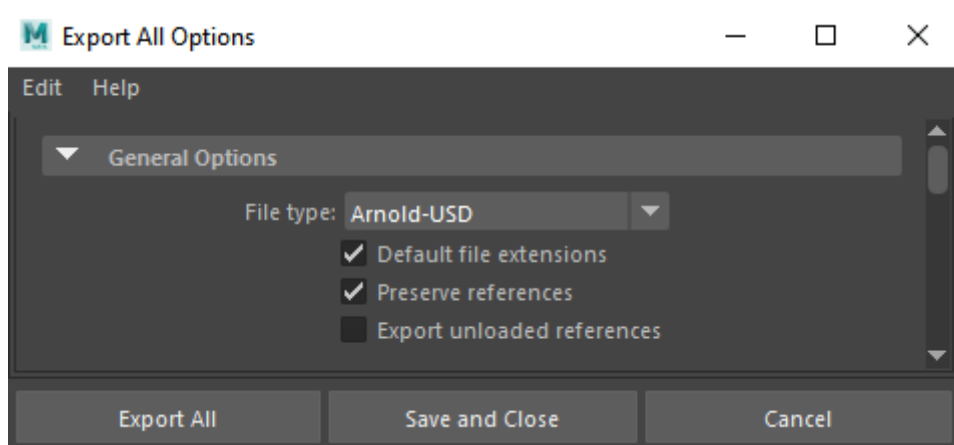 Export All Options
Edit Help
General Options
File type: Arnold-USD
Default file extensions
Preserve references
Export unloaded references
Export All Save and Close Cancel